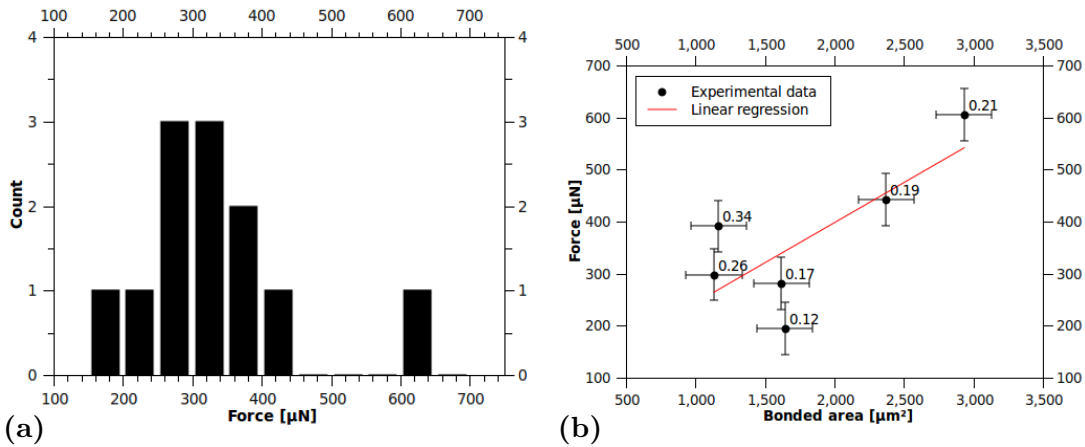 100 200 300 400 500 600 700
4 4
3 3
2 2
1 1
0 0
100 200 300 400 500 600 700
Count
Force [µN]
(a)
500 1,000 1,500 2,000 2,500 3,000 3,500
700 700
600 600
500 500
400 400
300 300
200 200
100 100
500 1,000 1,500 2,000 2,500 3,000 3,500
Experimental data
Linear regression
0.21
0.19
0.34
0.26
0.17
0.12
Force [µN]
Bonded area [µm²]
(b)